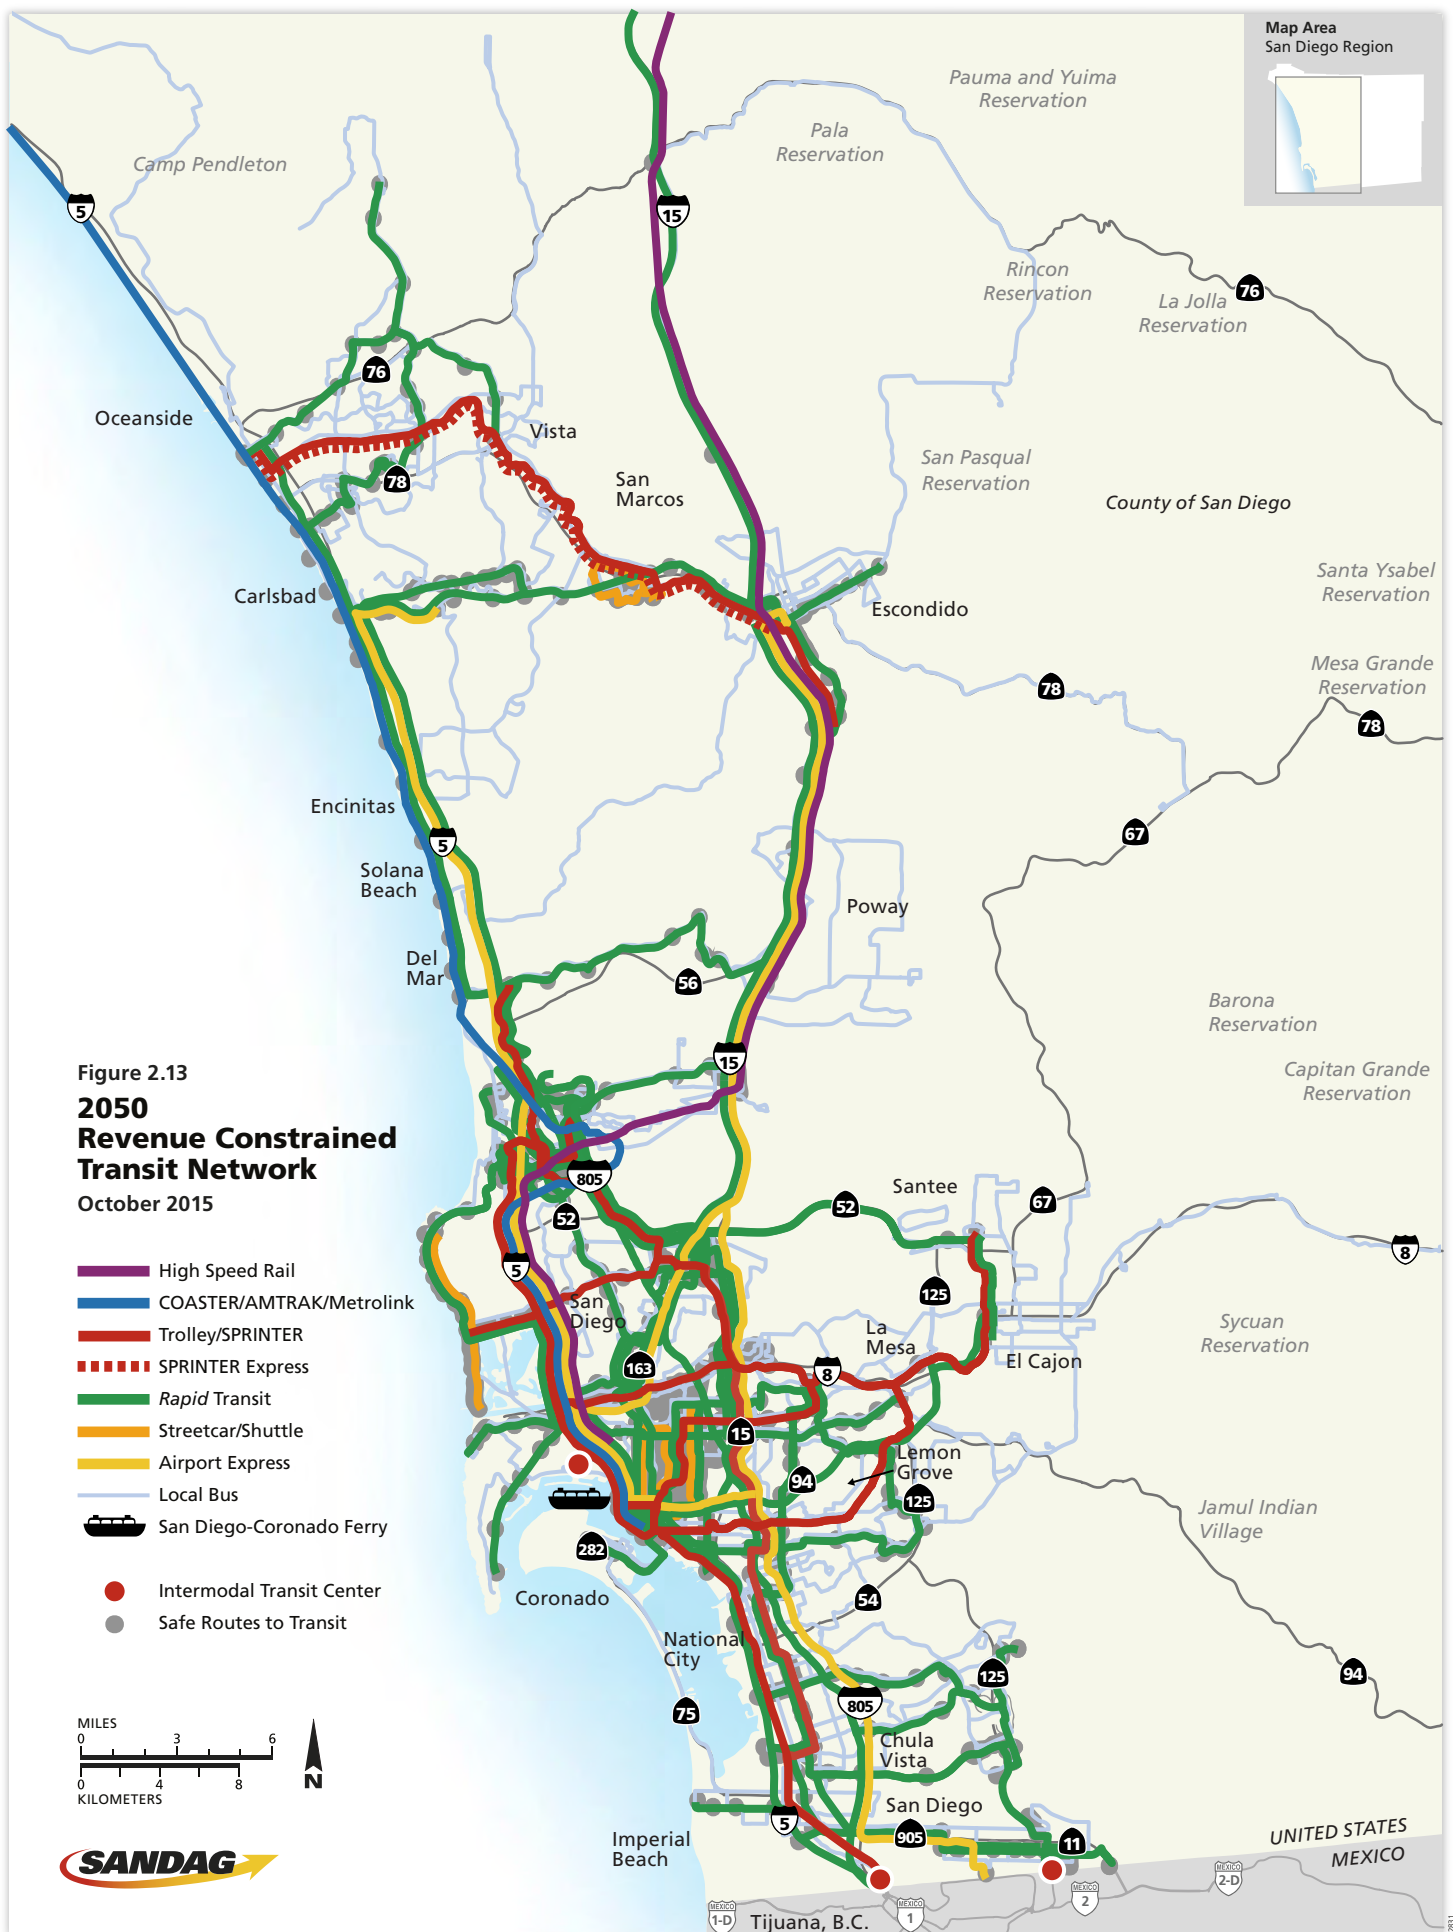 Map Area
San Diego Region
Pauma and Yuima
Reservation
Pala
Reservation
Camp Pendleton
5
15
Rincon
Reservation
76
La Jolla
Reservation
76
Oceanside
Vista
San Pasqual
Reservation
78
San
Marcos
County of San Diego
Santa Ysabel
Reservation
Carlsbad
Escondido
Mesa Grande
Reservation
78
78
Encinitas
5
67
Solana
Beach
Poway
Del
Mar
56
Barona
Reservation
15
Capitan Grande
Reservation
Figure 2.13
2050
Revenue Constrained
Transit Network
October 2015
805
Santee
52
67
52
8
5
High Speed Rail
COASTER/AMTRAK/Metrolink
Trolley/SPRINTER
SPRINTER Express
Rapid Transit
Streetcar/Shuttle
Airport Express
Local Bus
San Diego-Coronado Ferry
Intermodal Transit Center
Safe Routes to Transit
125
San
Diego
La
Mesa
Sycuan
Reservation
163
8
El Cajon
15
Lemon
Grove
94
125
Jamul Indian
Village
282
Coronado
54
National
City
125
94
75
805
MILES
0 3 6
0 4 8
KILOMETERS
N
Chula
Vista
San Diego
5
905
11
Imperial
Beach
UNITED STATES
MEXICO
SANDAG
MEXICO
2-D
MEXICO
2
MEXICO
1-D
Tijuana, B.C.
MEXICO
1